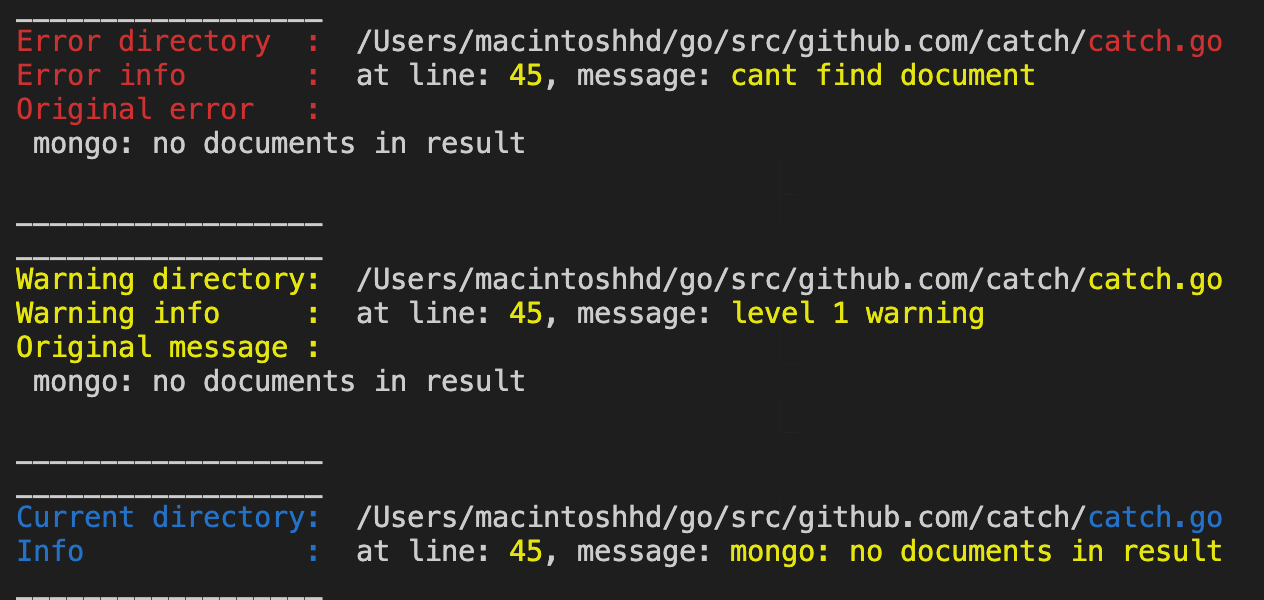 __________________
Error directory  :  /Users/macintoshhd/go/src/github.com/catch/catch.go
Error info       :  at line: 45, message: cant find document
Original error   :
 mongo: no documents in result
__________________
__________________
Warning directory:  /Users/macintoshhd/go/src/github.com/catch/catch.go
Warning info     :  at line: 45, message: level 1 warning
Original message :
 mongo: no documents in result
__________________
__________________
Current directory:  /Users/macintoshhd/go/src/github.com/catch/catch.go
Info             :  at line: 45, message: mongo: no documents in result
__________________